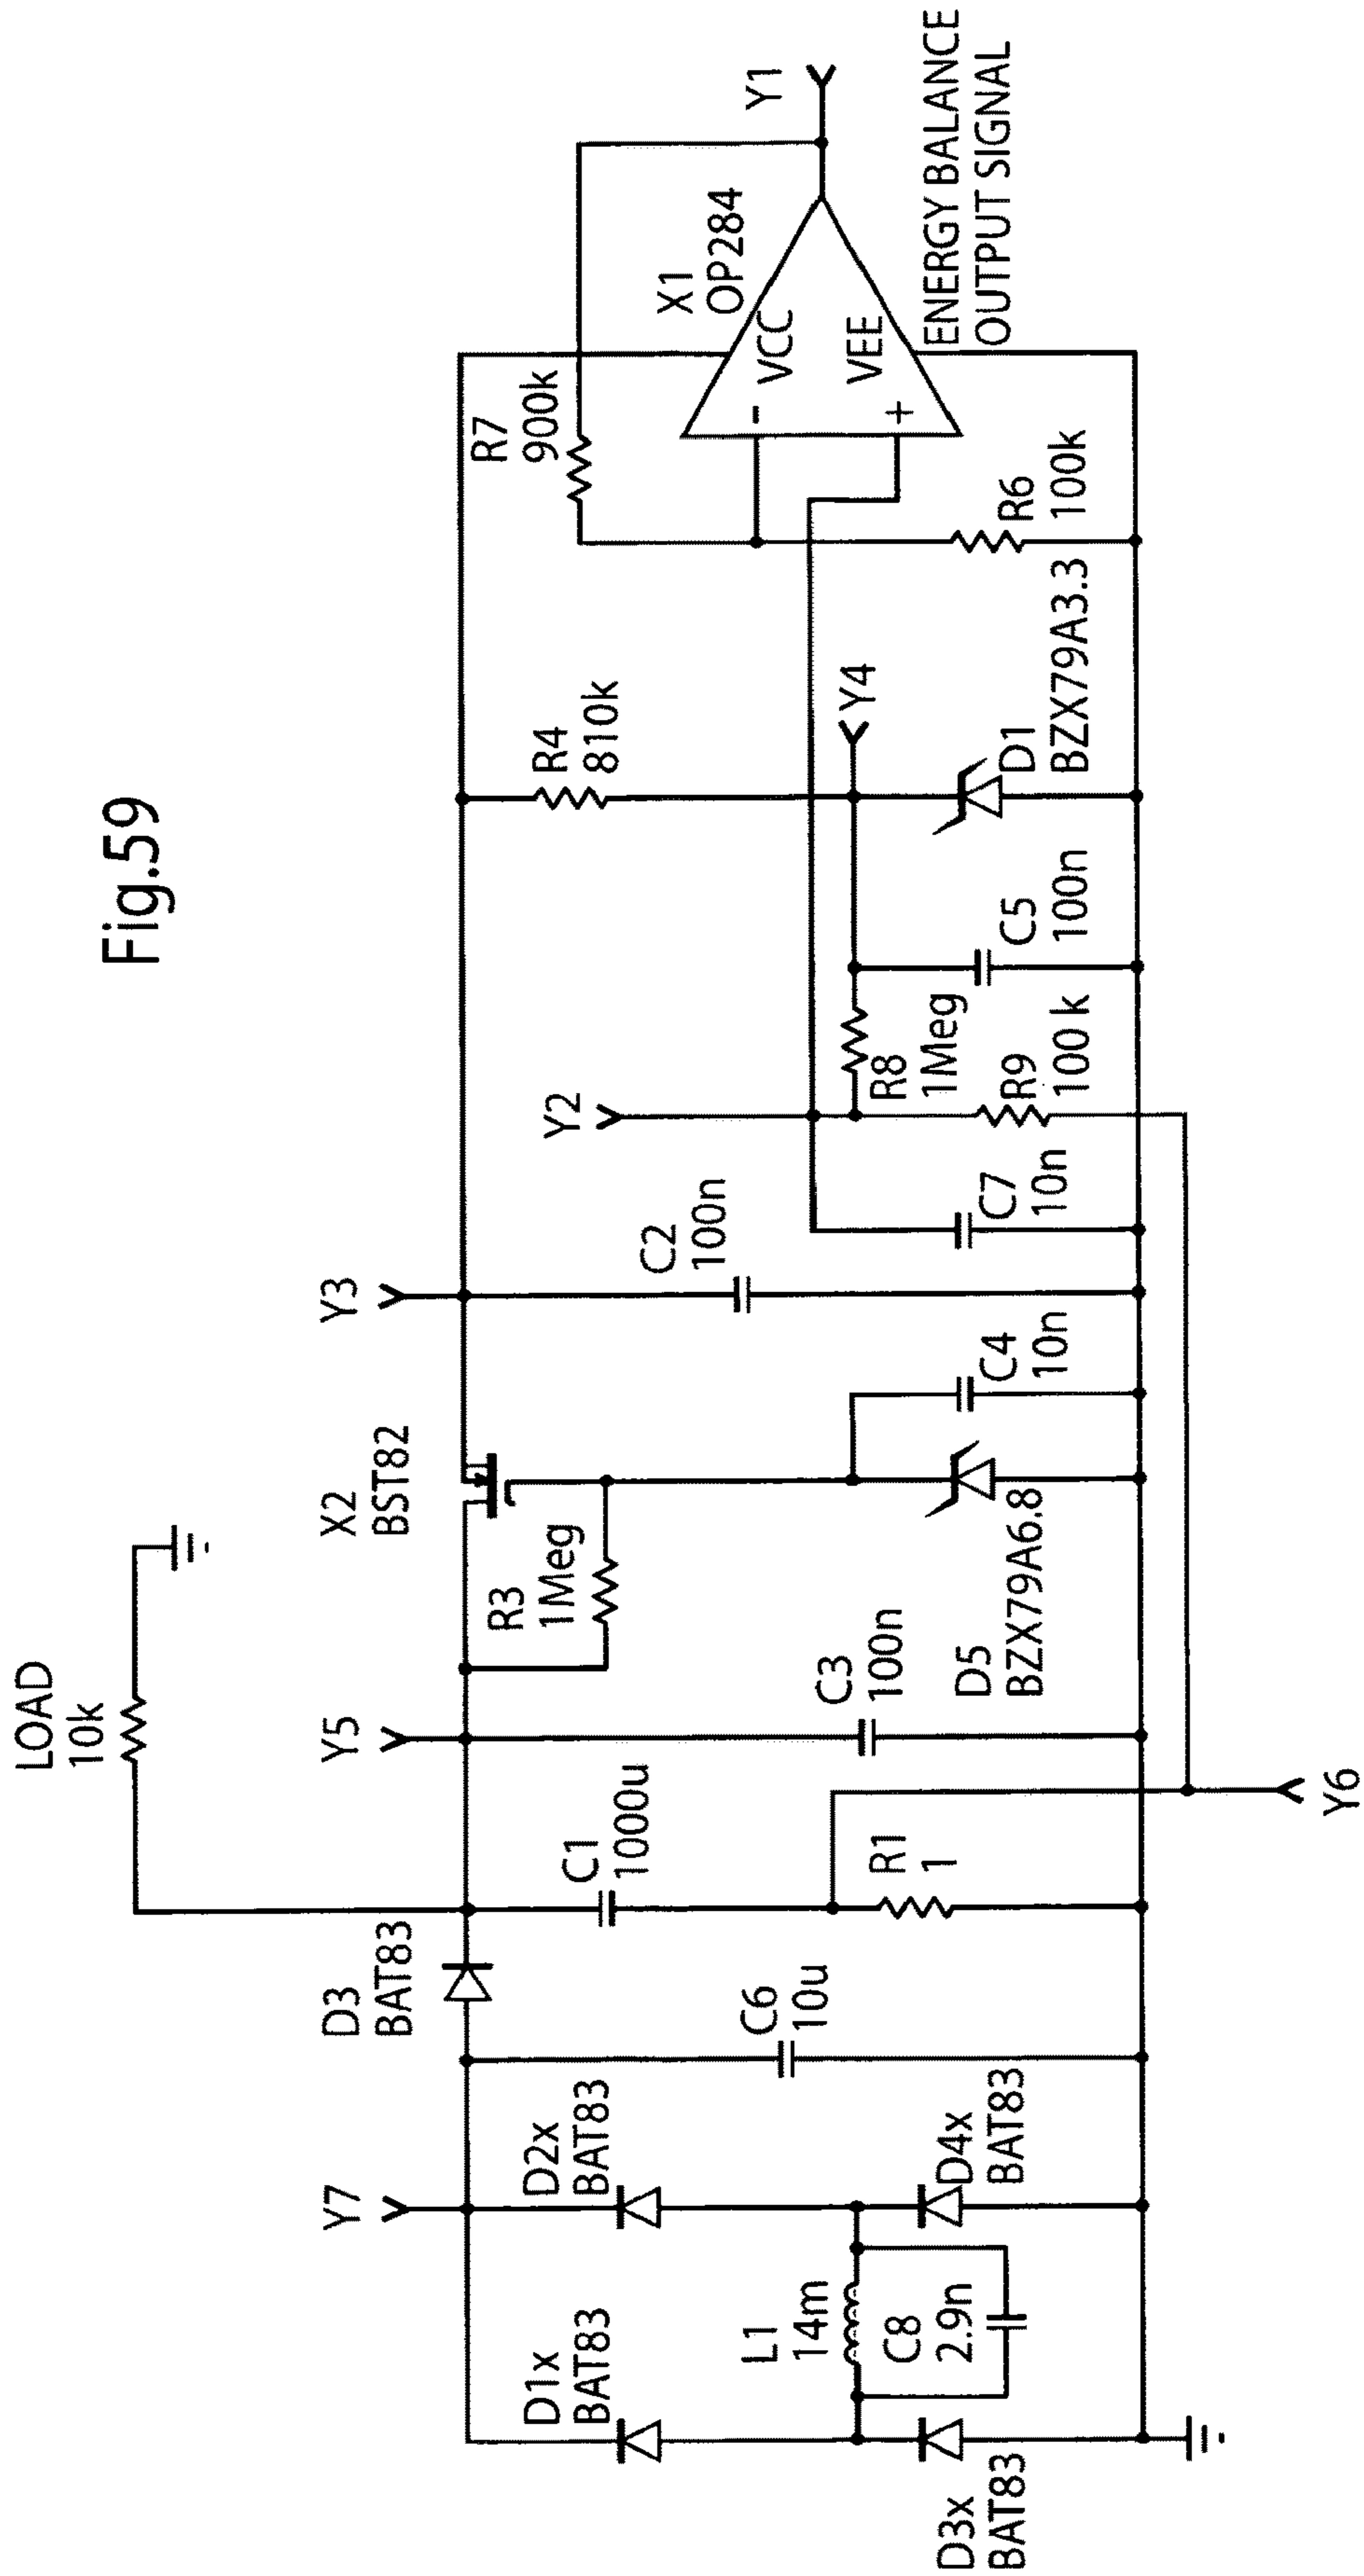 Fig.59
LOAD
10k
Y7
D3
BAT83
Y5
X2
BST82
Y3
D1x
BAT83
D2x
BAT83
C1
1000u
R3
1Meg
Y2
R4
810k
R7
900k
X1
OP284
Y1
L1
14m
C8
2.9n
C6
10u
R1
1
C3
100n
C2
100n
R8
1Meg
Y4
VCC
-
VEE
+
D3x
BAT83
D4x
BAT83
D5
BZX79A6.8
C4
10n
C7
10n
R9
100 k
C5
100n
D1
BZX79A3.3
R6
100k
ENERGY BALANCE
OUTPUT SIGNAL
Y6